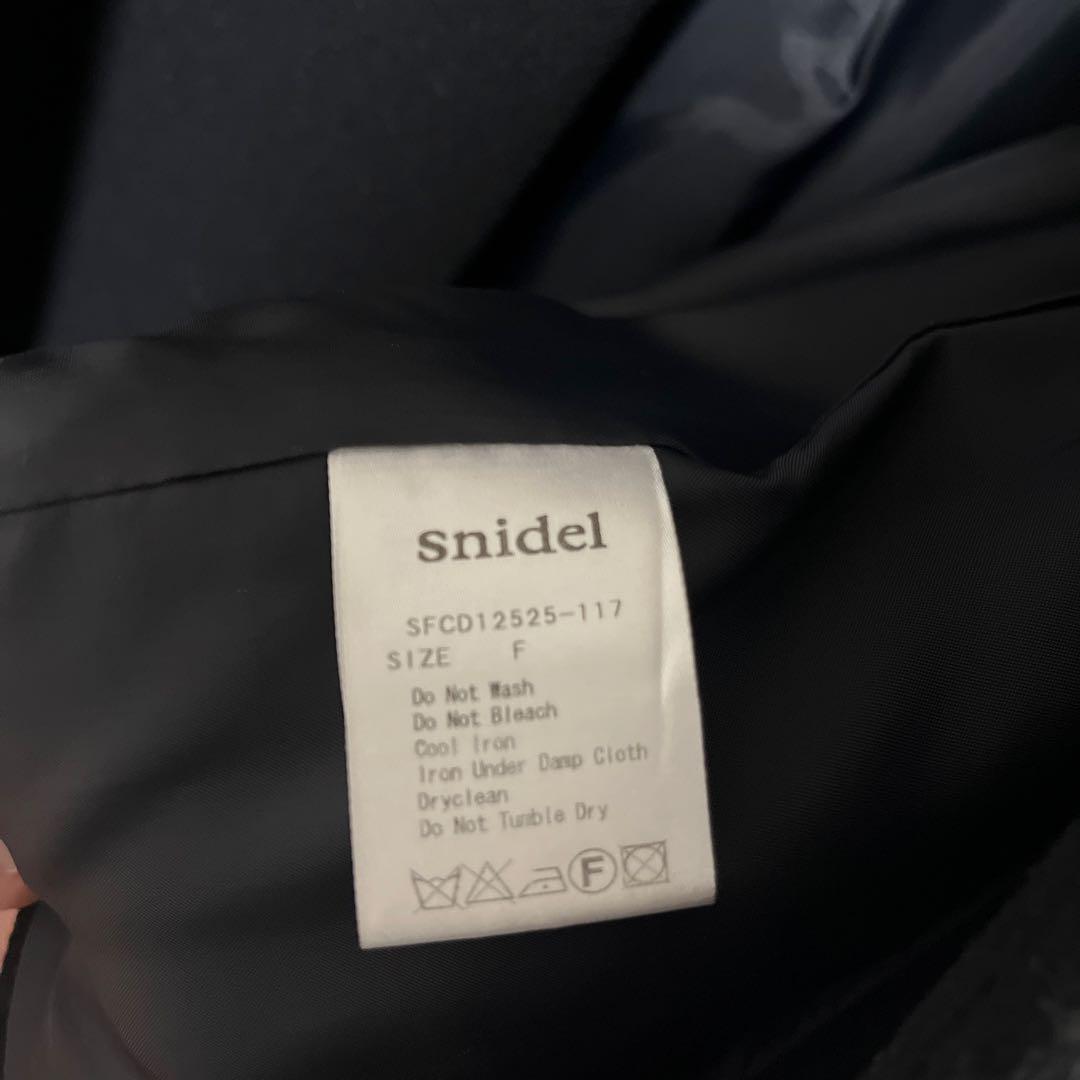 snidel
SFCD12525-117
SIZE F
Do Not Wash
Do Not Bleach
Cool Iron
Iron Under Damp Cloth
Dryclean
Do Not Tumble Dry
F